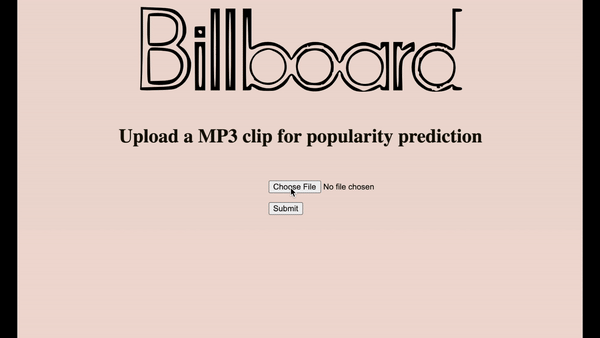 Billboard
Upload a MP3 clip for popularity prediction
Choose File No file chosen
Submit